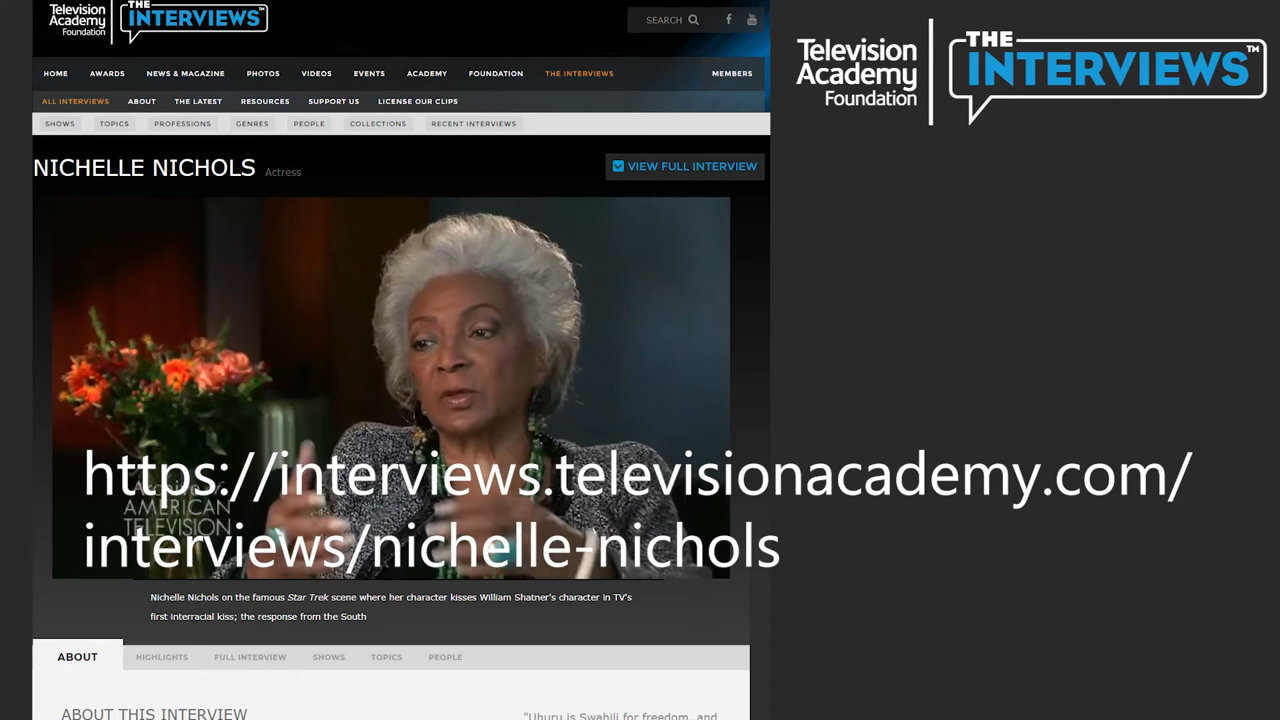 Television
Academy
Foundation
THE
INTERVIEWS™
SEARCH
HOME AWARDS NEWS & MAGAZINE PHOTOS VIDEOS EVENTS ACADEMY FOUNDATION THE INTERVIEWS MEMBERS
ALL INTERVIEWS ABOUT THE LATEST RESOURCES SUPPORT US LICENSE OUR CLIPS
SHOWS TOPICS PROFESSIONS GENRES PEOPLE COLLECTIONS RECENT INTERVIEWS
NICHELLE NICHOLS Actress
VIEW FULL INTERVIEW
AMERICAN
TELEVISION
https://interviews.televisionacademy.com/
interviews/nichelle-nichols
Nichelle Nichols on the famous Star Trek scene where her character kisses William Shatner's character in TV's
first interracial kiss; the response from the South
ABOUT HIGHLIGHTS FULL INTERVIEW SHOWS TOPICS PEOPLE
ABOUT THIS INTERVIEW
"Uhuru is Swahili for freedom, and
Television
Academy
Foundation
THE
INTERVIEWS™